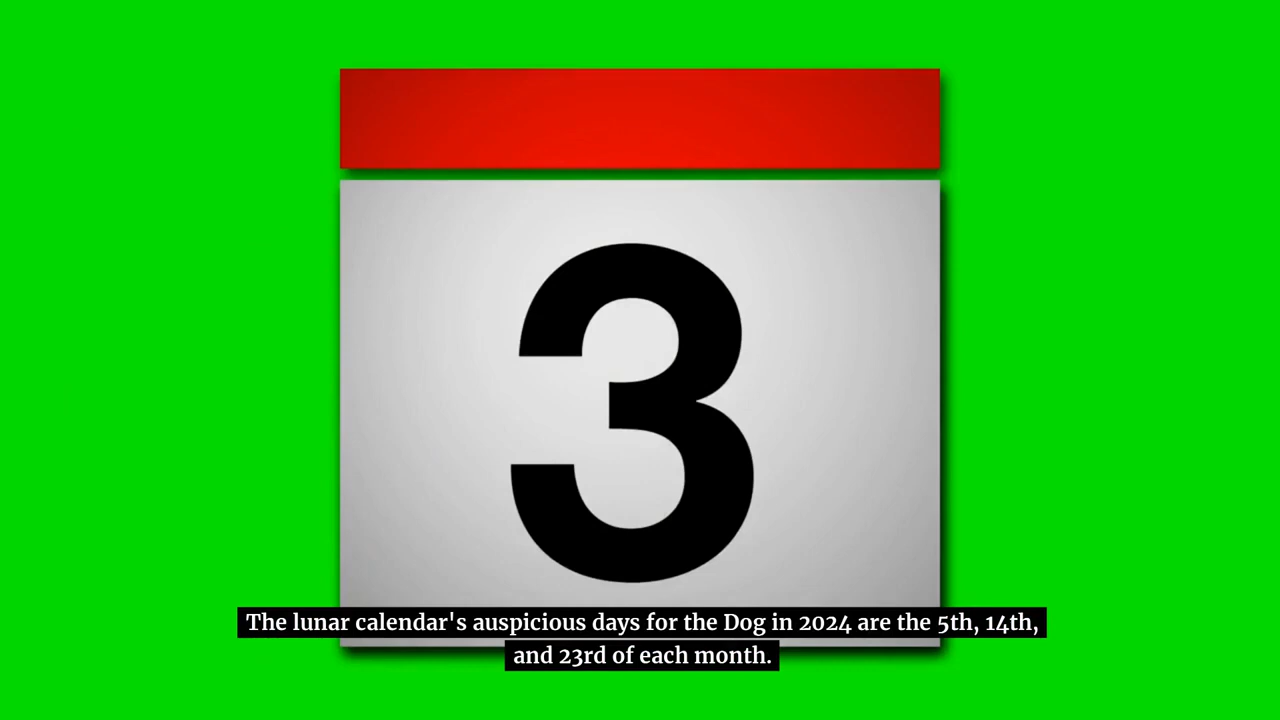 3
The lunar calendar's auspicious days for the Dog in 2024 are the 5th, 14th,
and 23rd of each month.